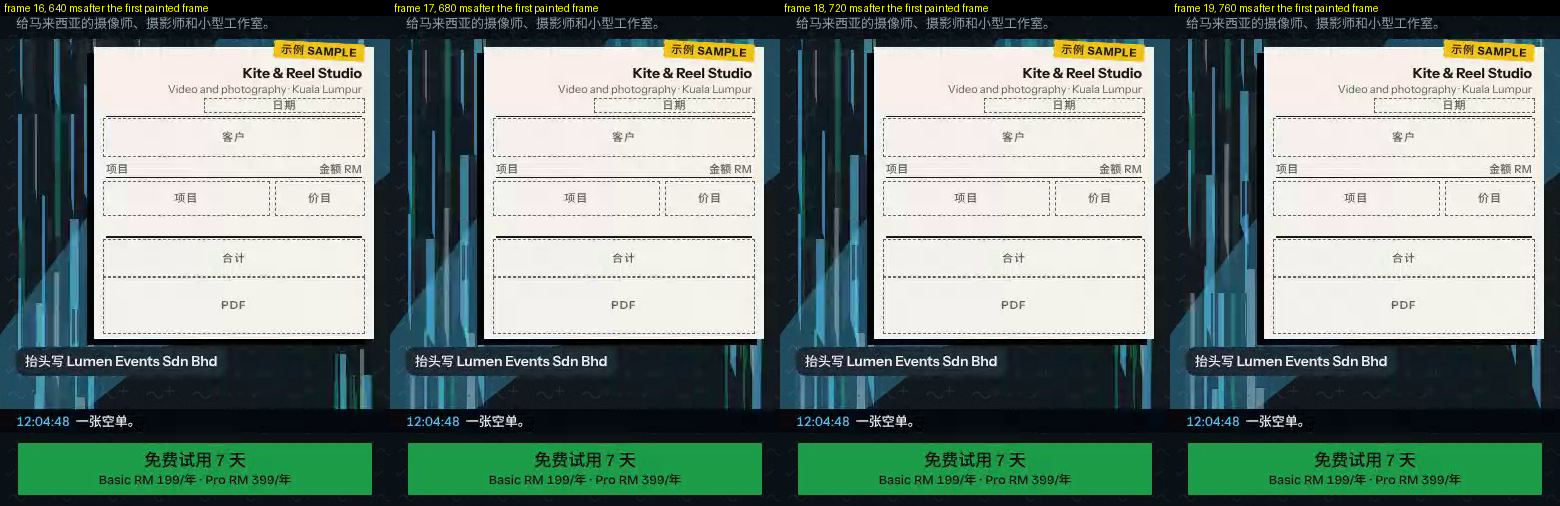 frame 16, 640 ms after the first painted frame
给马来西亚的摄像师、摄影师和小型工作室。
示例 SAMPLE
Kite & Reel Studio
Video and photography · Kuala Lumpur
日期
客户
项目 金额 RM
项目 价目
合计
PDF
抬头写 Lumen Events Sdn Bhd
12:04:48 一张空单。
免费试用 7 天
Basic RM 199/年 · Pro RM 399/年
frame 17, 680 ms after the first painted frame
给马来西亚的摄像师、摄影师和小型工作室。
示例 SAMPLE
Kite & Reel Studio
Video and photography · Kuala Lumpur
日期
客户
项目 金额 RM
项目 价目
合计
PDF
抬头写 Lumen Events Sdn Bhd
12:04:48 一张空单。
免费试用 7 天
Basic RM 199/年 · Pro RM 399/年
frame 18, 720 ms after the first painted frame
给马来西亚的摄像师、摄影师和小型工作室。
示例 SAMPLE
Kite & Reel Studio
Video and photography · Kuala Lumpur
日期
客户
项目 金额 RM
项目 价目
合计
PDF
抬头写 Lumen Events Sdn Bhd
12:04:48 一张空单。
免费试用 7 天
Basic RM 199/年 · Pro RM 399/年
frame 19, 760 ms after the first painted frame
给马来西亚的摄像师、摄影师和小型工作室。
示例 SAMPLE
Kite & Reel Studio
Video and photography · Kuala Lumpur
日期
客户
项目 金额 RM
项目 价目
合计
PDF
抬头写 Lumen Events Sdn Bhd
12:04:48 一张空单。
免费试用 7 天
Basic RM 199/年 · Pro RM 399/年